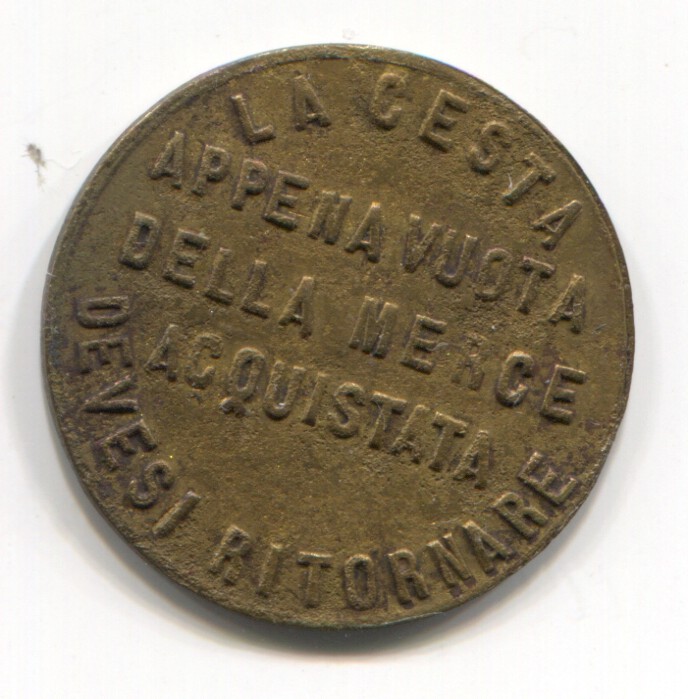 LA CESTA
APPENA VUOTA
DELLA MERCE
ACQUISTATA
DEVESI RITORNARE